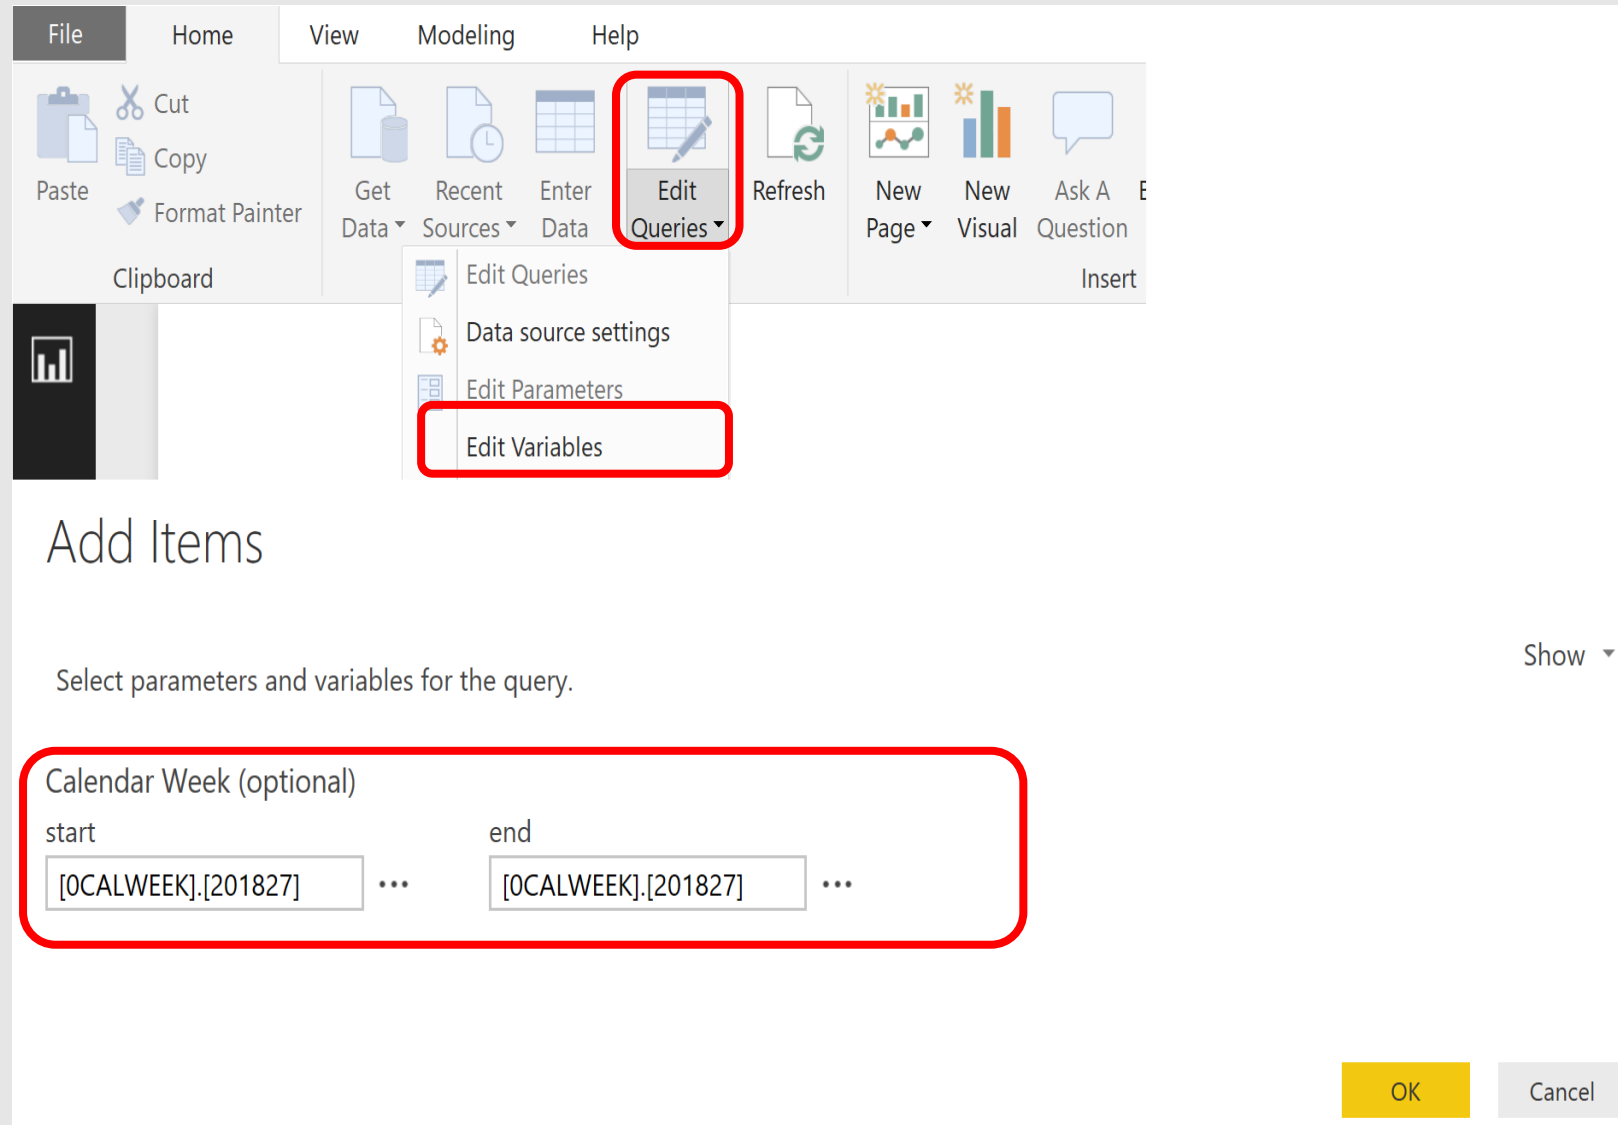 File Home View Modeling Help
Cut
Copy
Format Painter
Paste
Clipboard
Get Data
Recent Sources
Enter Data
Edit Queries
Refresh
New Page
New Visual
Ask A Question
Insert
Edit Queries
Data source settings
Edit Parameters
Edit Variables
Add Items
Show
Select parameters and variables for the query.
Calendar Week (optional)
start end
[0CALWEEK].[201827] [0CALWEEK].[201827]
OK Cancel